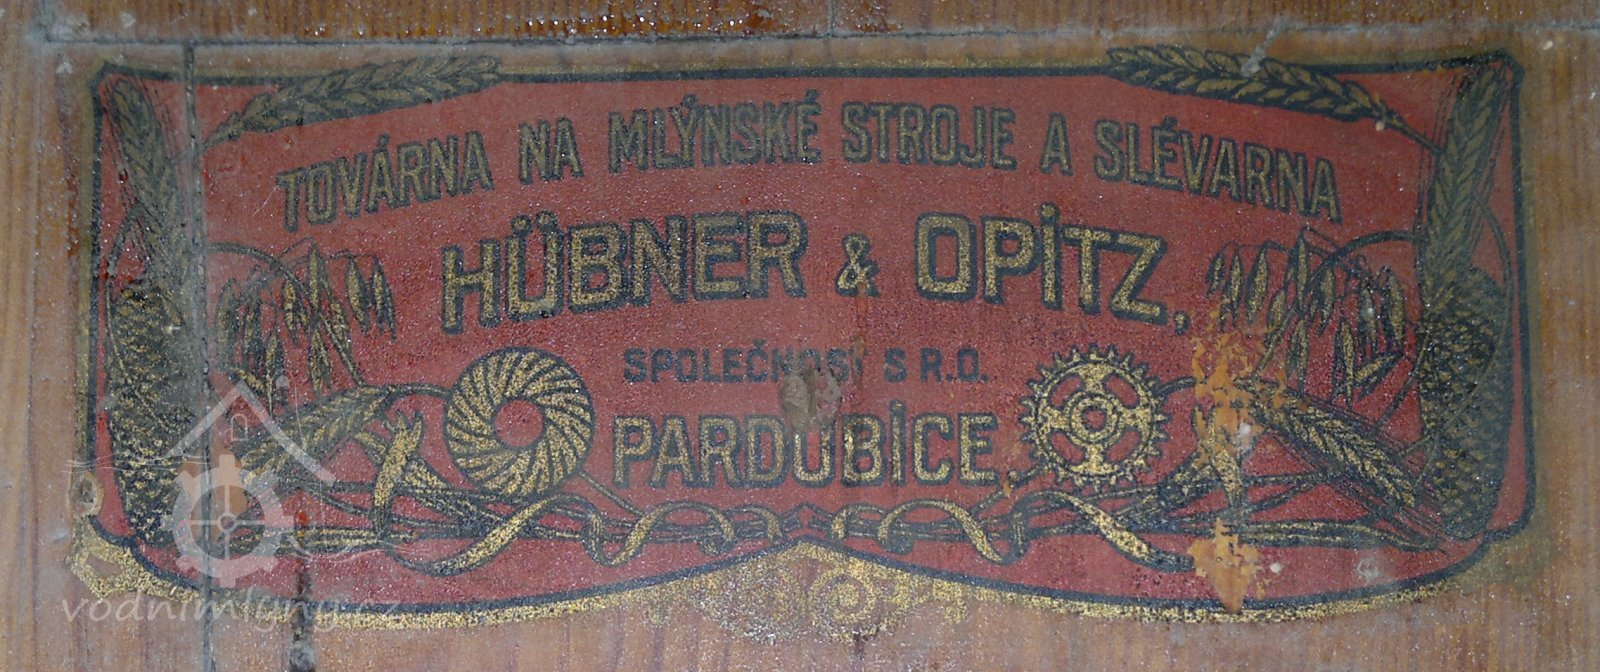 TOVÁRNA NA MLÝNSKÉ STROJE A SLÉVARNA
HÜBNER & OPITZ,
SPOLEČNOST S R.O.
PARDUBICE.
vodnimlyny.cz